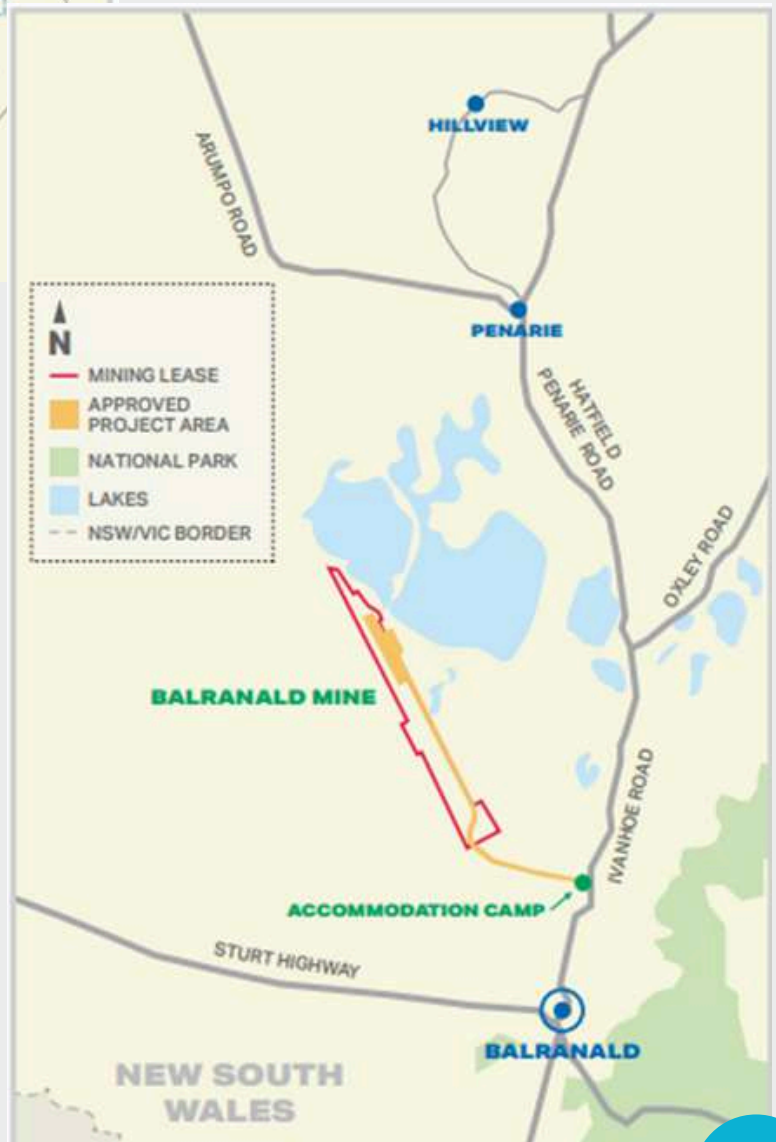 HILLVIEW
ARUMPO ROAD
PENARIE
N
MINING LEASE
APPROVED
PROJECT AREA
NATIONAL PARK
LAKES
NSW/VIC BORDER
HATFIELD
PENARIE ROAD
OXLEY ROAD
BALRANALD MINE
IVANHOE ROAD
ACCOMMODATION CAMP
STURT HIGHWAY
BALRANALD
NEW SOUTH
WALES